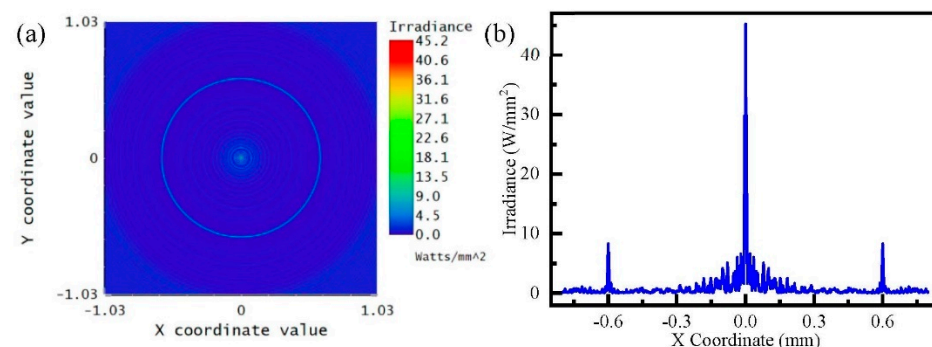 (a)
1.03
0
-1.03
Y coordinate value
-1.03 0 1.03
X coordinate value
Irradiance
45.2
40.6
36.1
31.6
27.1
22.6
18.1
13.5
9.0
4.5
0.0
Watts/mm^2
(b)
Irradiance (W/mm²)
40
30
20
10
0
-0.6 -0.3 0.0 0.3 0.6
X Coordinate (mm)